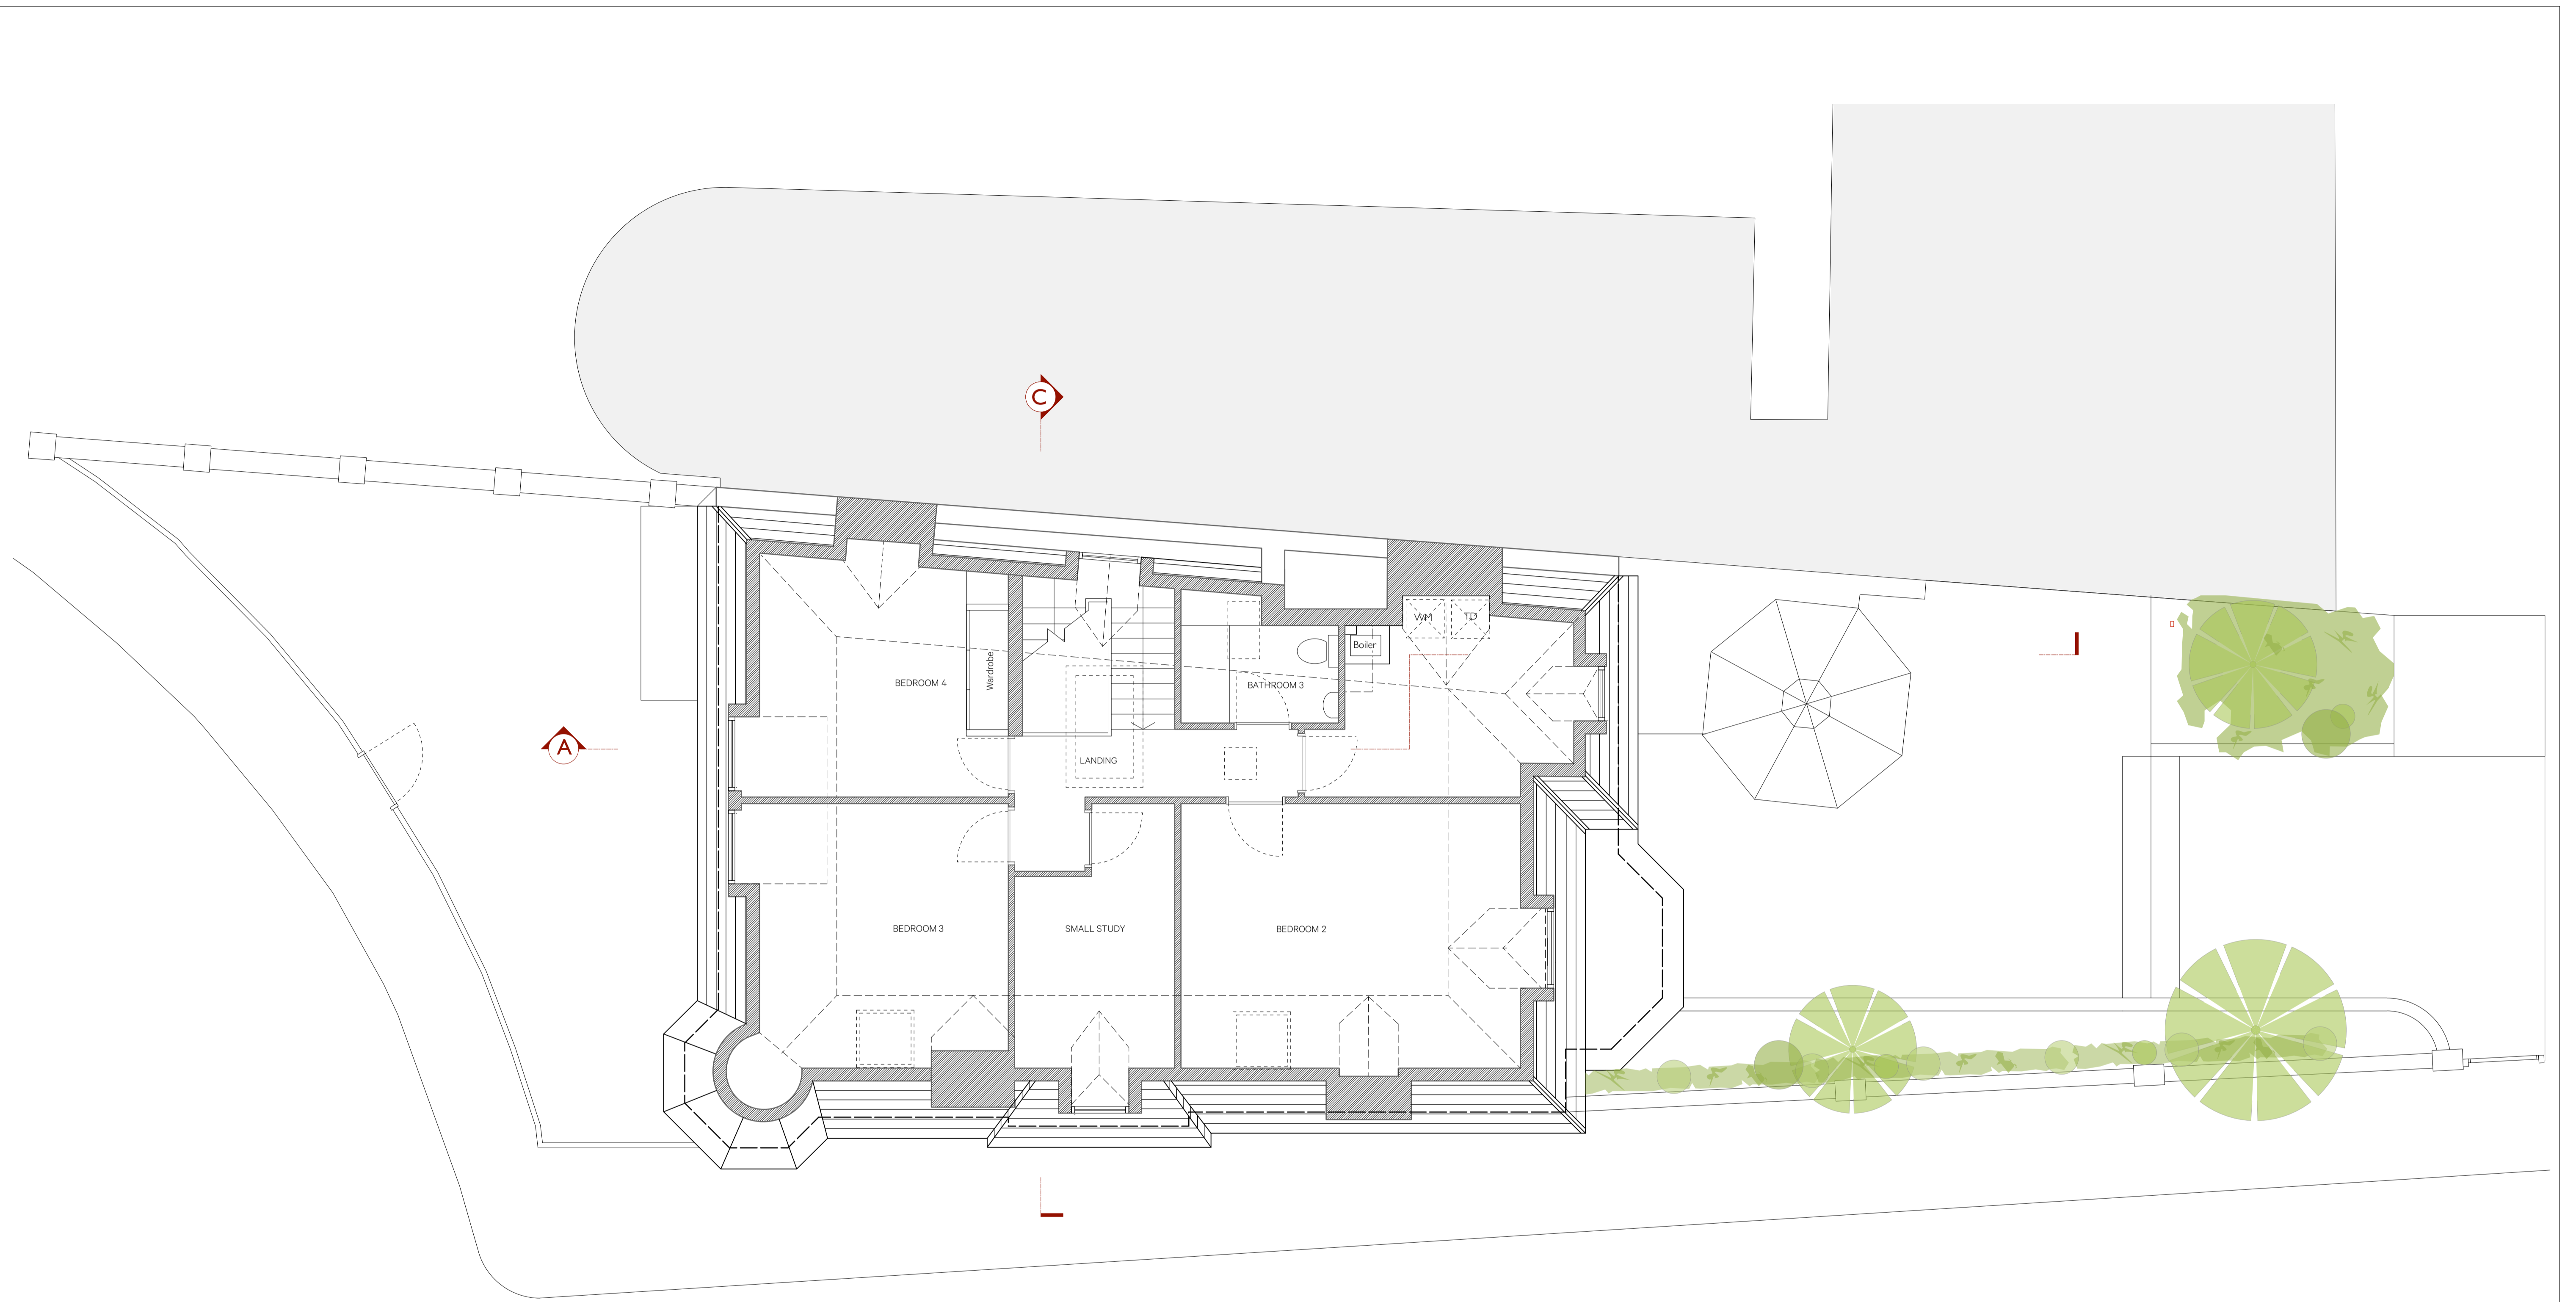 C
WM
TD
Boiler
BEDROOM 4
Wardrobe
BATHROOM 3
A
LANDING
BEDROOM 3
SMALL STUDY
BEDROOM 2